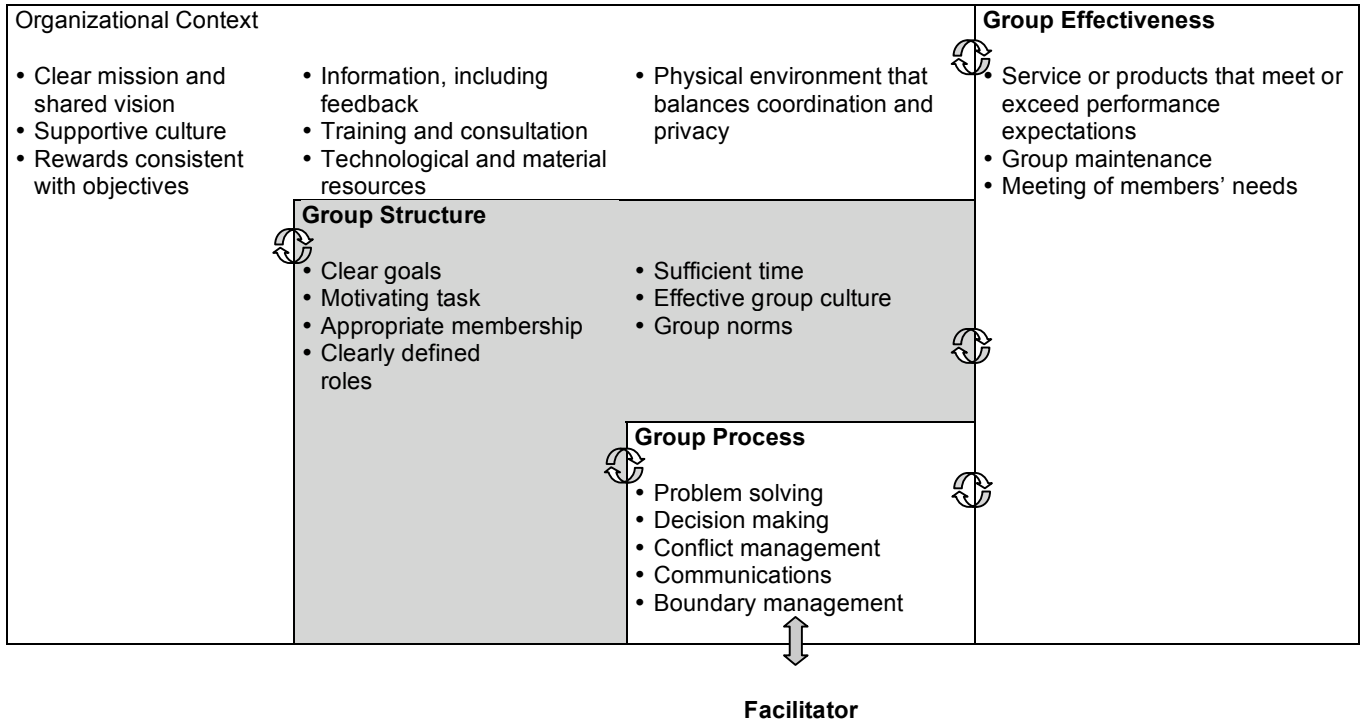 Organizational Context
• Clear mission and
shared vision
• Supportive culture
• Rewards consistent
with objectives
• Information, including
feedback
• Training and consultation
• Technological and material
resources
• Physical environment that
balances coordination and
privacy
Group Effectiveness
• Service or products that meet or
exceed performance
expectations
• Group maintenance
• Meeting of members’ needs
Group Structure
• Clear goals
• Motivating task
• Appropriate membership
• Clearly defined
roles
• Sufficient time
• Effective group culture
• Group norms
Group Process
• Problem solving
• Decision making
• Conflict management
• Communications
• Boundary management
Facilitator